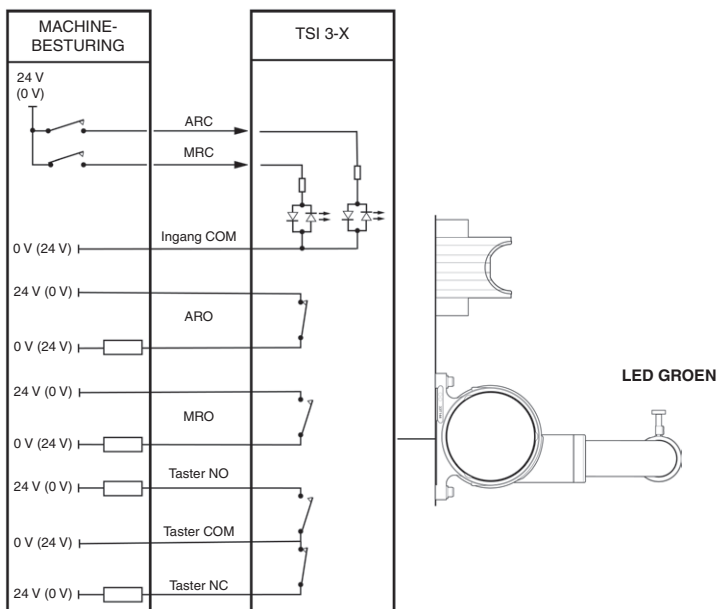 MACHINE-
BESTURING
TSI 3-X
24 V
(0 V)
ARC
MRC
Ingang COM
0 V (24 V)
24 V (0 V)
ARO
0 V (24 V)
24 V (0 V)
MRO
0 V (24 V)
Taster NO
24 V (0 V)
Taster COM
0 V (24 V)
Taster NC
24 V (0 V)
LED GROEN